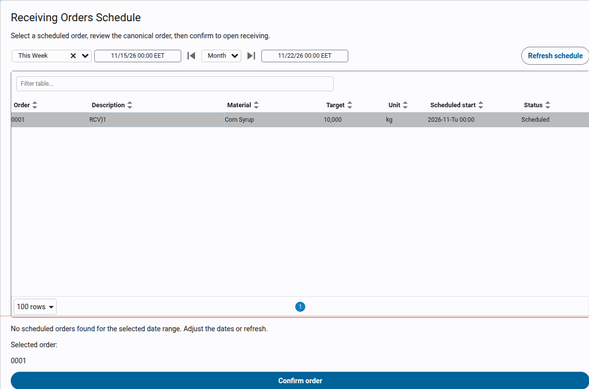 Receiving Orders Schedule
Select a scheduled order, review the canonical order, then confirm to open receiving.
This Week 11/15/26 00:00 EET Month 11/22/26 00:00 EET Refresh schedule
Filter table...
Order Description Material Target Unit Scheduled start Status
0001 RCV)1 Corn Syrup 10,000 kg 2026-11-Tu 00:00 Scheduled
100 rows 1
No scheduled orders found for the selected date range. Adjust the dates or refresh.
Selected order:
0001
Confirm order